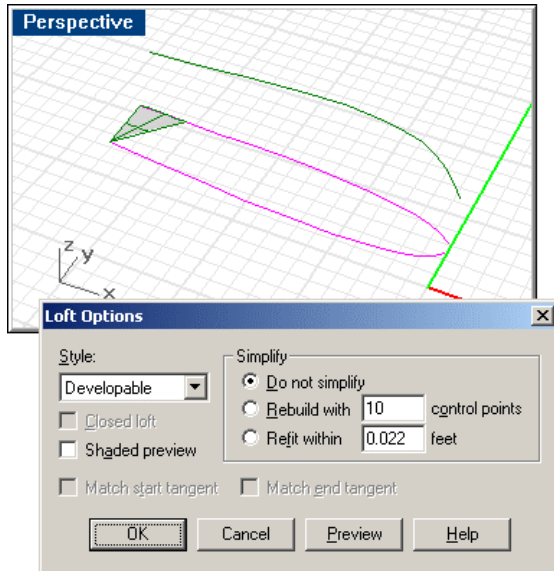 Perspective
z
y
x
Loft Options
Style:
Simplify
Developable
Do not simplify
Closed loft
Rebuild with 10 control points
Shaded preview
Refit within 0.022 feet
Match start tangent Match end tangent
OK Cancel Preview Help